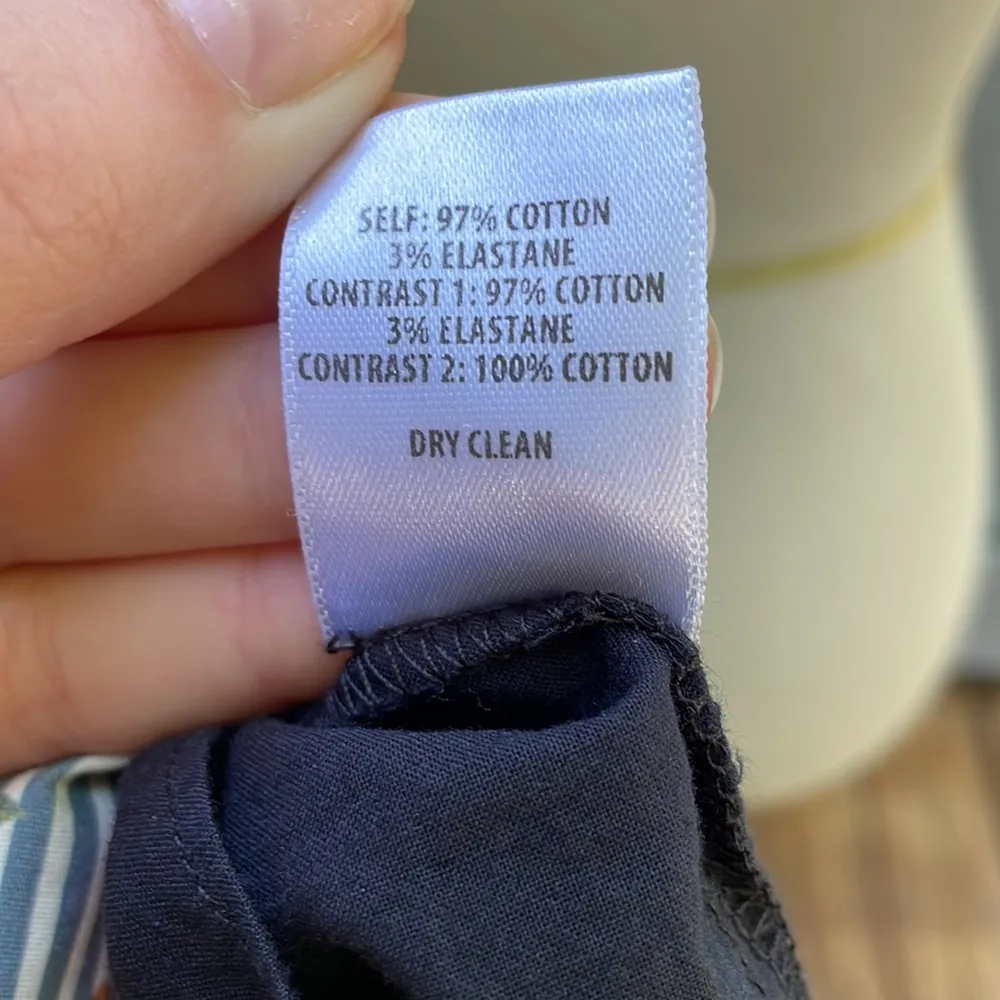 SELF: 97% COTTON
3% ELASTANE
CONTRAST 1: 97% COTTON
3% ELASTANE
CONTRAST 2: 100% COTTON
DRY CLEAN